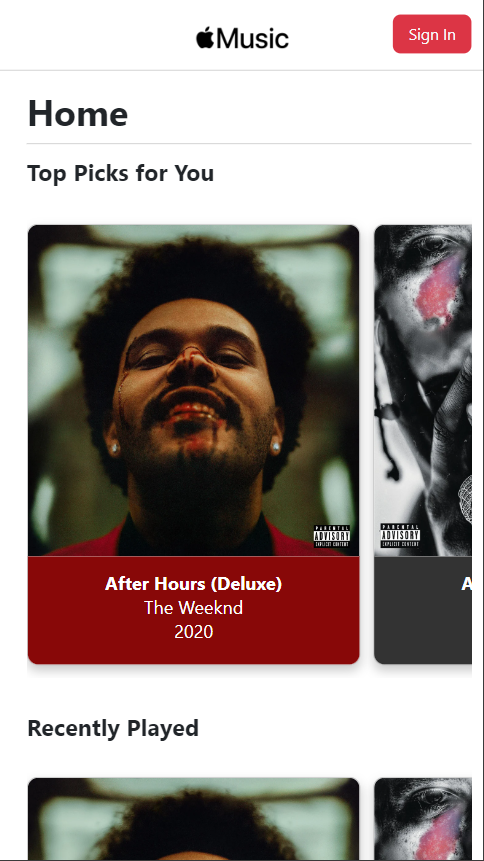 Music
Sign In
Home
Top Picks for You
PARENTAL
ADVISORY
EXPLICIT CONTENT
PARENTAL
ADVISORY
EXPLICIT CONTENT
After Hours (Deluxe)
A
The Weeknd
2020
Recently Played